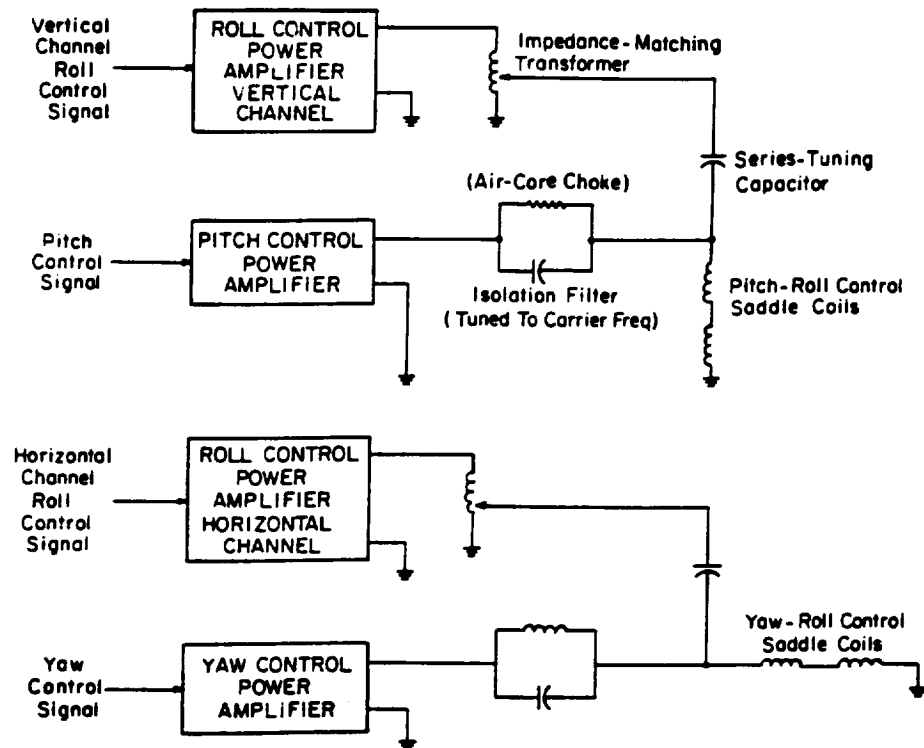 Vertical
Channel
Roll
Control
Signal
ROLL CONTROL
POWER
AMPLIFIER
VERTICAL
CHANNEL
Impedance-Matching
Transformer
Series-Tuning
Capacitor
(Air-Core Choke)
Pitch
Control
Signal
PITCH CONTROL
POWER
AMPLIFIER
Isolation Filter
( Tuned To Carrier Freq)
Pitch-Roll Control
Saddle Coils
Horizontal
Channel
Roll
Control
Signal
ROLL CONTROL
POWER
AMPLIFIER
HORIZONTAL
CHANNEL
Yaw-Roll Control
Saddle Coils
Yaw
Control
Signal
YAW CONTROL
POWER
AMPLIFIER